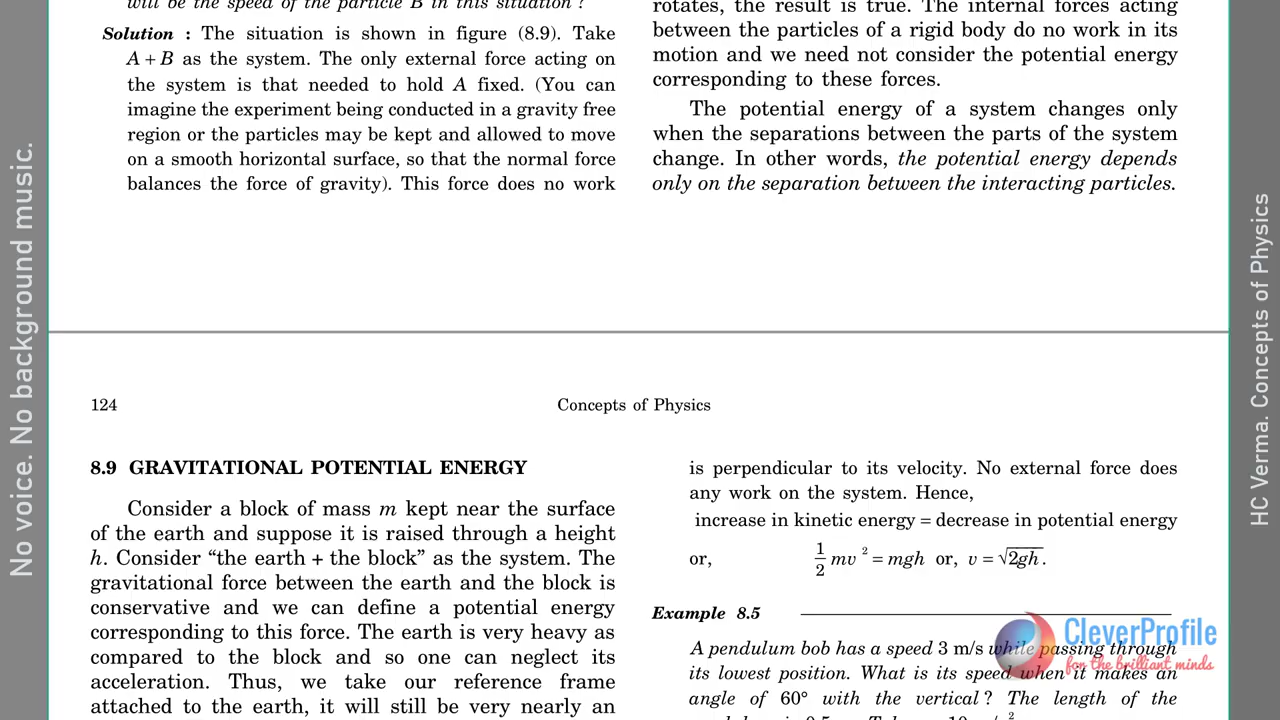 will be the speed of the particle B in this situation ?
Solution : The situation is shown in figure (8.9). Take
A + B as the system. The only external force acting on
the system is that needed to hold A fixed. (You can
imagine the experiment being conducted in a gravity free
region or the particles may be kept and allowed to move
on a smooth horizontal surface, so that the normal force
balances the force of gravity). This force does no work
rotates, the result is true. The internal forces acting
between the particles of a rigid body do no work in its
motion and we need not consider the potential energy
corresponding to these forces.
The potential energy of a system changes only
when the separations between the parts of the system
change. In other words, the potential energy depends
only on the separation between the interacting particles.
124
Concepts of Physics
8.9 GRAVITATIONAL POTENTIAL ENERGY
Consider a block of mass m kept near the surface
of the earth and suppose it is raised through a height
h. Consider “the earth + the block” as the system. The
gravitational force between the earth and the block is
conservative and we can define a potential energy
corresponding to this force. The earth is very heavy as
compared to the block and so one can neglect its
acceleration. Thus, we take our reference frame
attached to the earth, it will still be very nearly an
is perpendicular to its velocity. No external force does
any work on the system. Hence,
increase in kinetic energy = decrease in potential energy
or, 1/2 mv² = mgh or, v = √2gh.
Example 8.5
A pendulum bob has a speed 3 m/s while passing through
its lowest position. What is its speed when it makes an
angle of 60° with the vertical ? The length of the
No voice. No background music.
HC Verma. Concepts of Physics
CleverProfile
for the brilliant minds